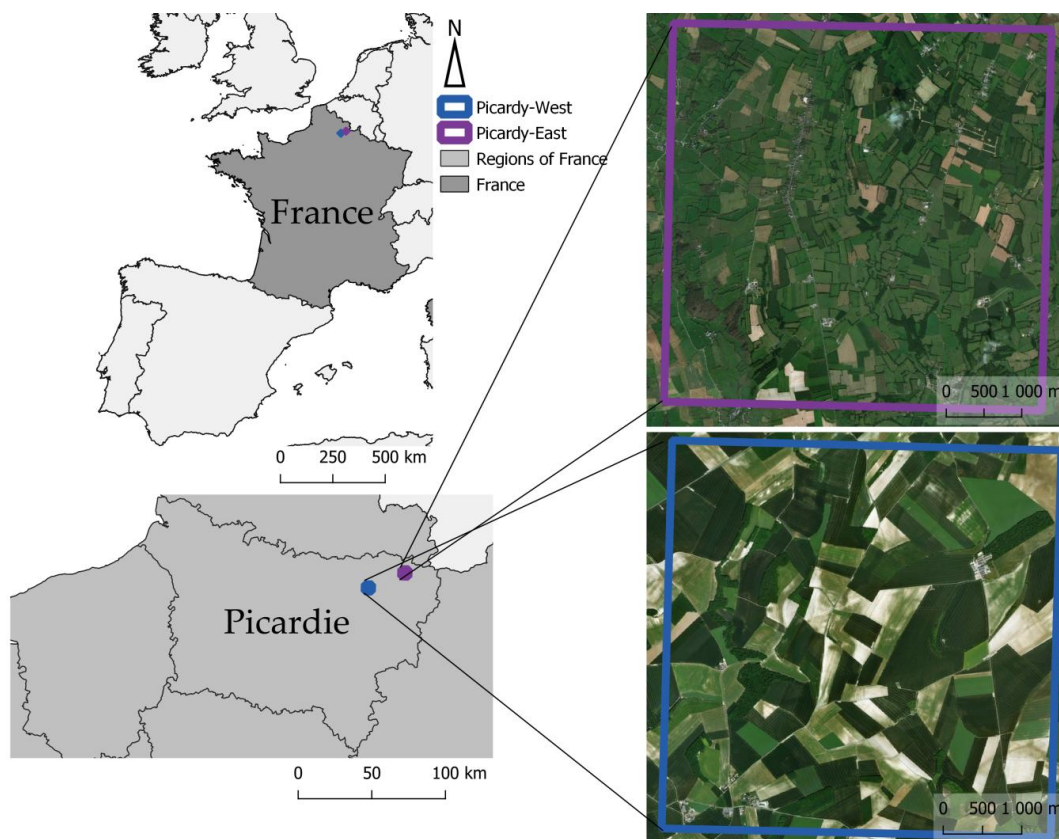 N
Picardy-West
Picardy-East
Regions of France
France
France
0 250 500 km
Picardie
0 50 100 km
0 500 1 000 m
0 500 1 000 m